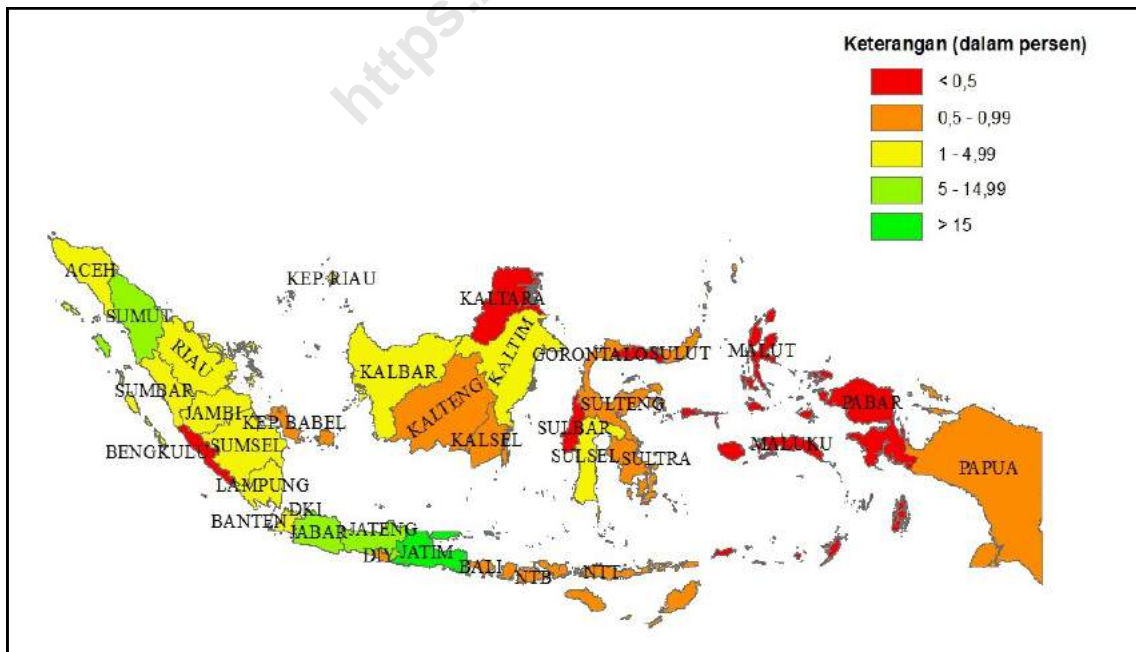 https:
Keterangan (dalam persen)
< 0,5
0,5 - 0,99
1 - 4,99
5 - 14,99
> 15
ACEH
SUMUT
RIAU
KEP. RIAU
SUMBAR
JAMBI
KEP. BABEL
BENGKULU
SUMSEL
LAMPUNG
BANTEN
DKI
JABAR
JATENG
DIY
JATIM
BALI
NTB
NTT
KALBAR
KALTENG
KALSEL
KALTIM
KALTARA
GORONTALO
SULUT
SULTENG
SULBAR
SULSEL
SULTRA
MALUT
MALUKU
PABAR
PAPUA